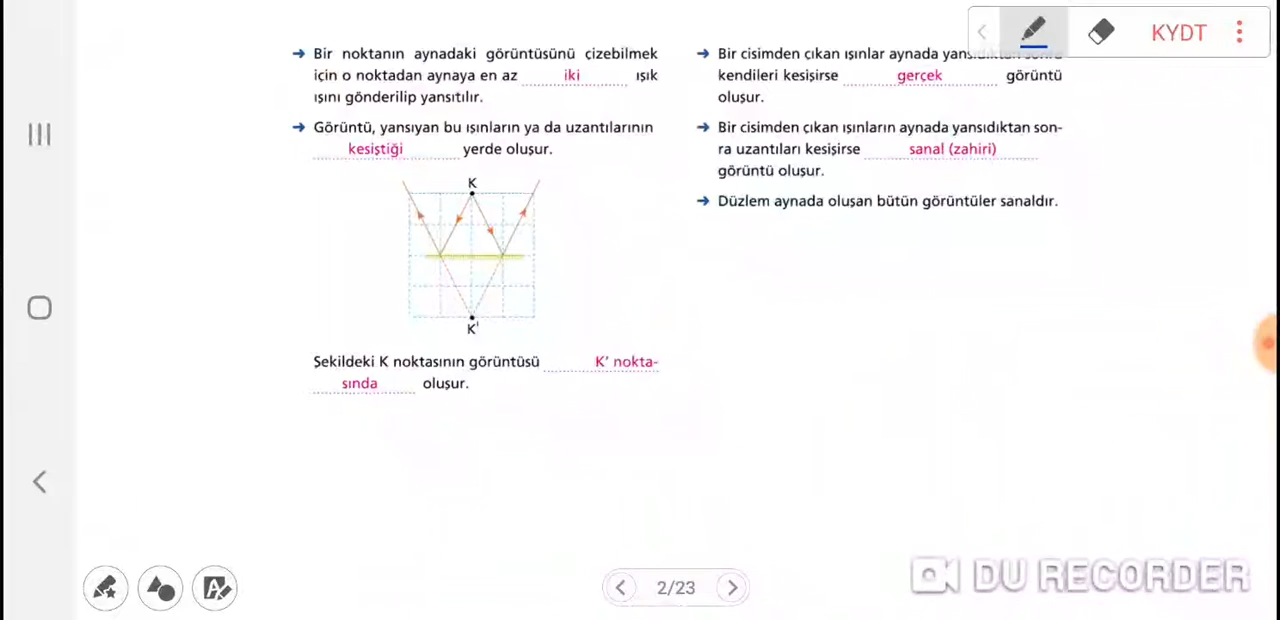 KYDT
→ Bir noktanın aynadaki görüntüsünü çizebilmek
için o noktadan aynaya en az iki ışık
ışını gönderilip yansıtılır.
→ Görüntü, yansıyan bu ışınların ya da uzantılarının
kesiştiği yerde oluşur.
K
K'
Şekildeki K noktasının görüntüsü K' nokta-
sında oluşur.
→ Bir cisimden çıkan ışınlar aynada
kendileri kesişirse gerçek görüntü
oluşur.
→ Bir cisimden çıkan ışınların aynada yansıdıktan son-
ra uzantıları kesişirse sanal (zahiri)
görüntü oluşur.
→ Düzlem aynada oluşan bütün görüntüler sanaldır.
2/23
DU RECORDER